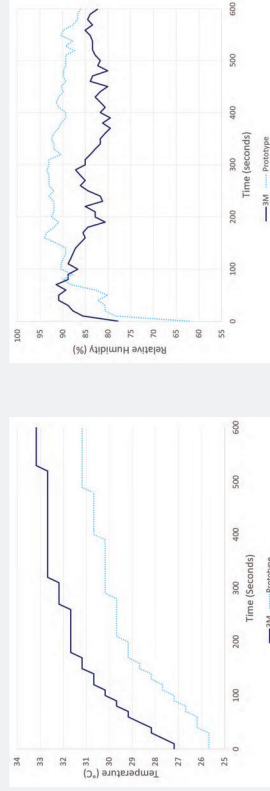 34
33
32
31
30
29
28
27
26
25
Temperature (°C)
0 100 200 300 400 500 600
Time (Seconds)
3M Prototype
100
95
90
85
80
75
70
65
60
55
Relative Humidity (%)
0 100 200 300 400 500 600
Time (seconds)
3M Prototype